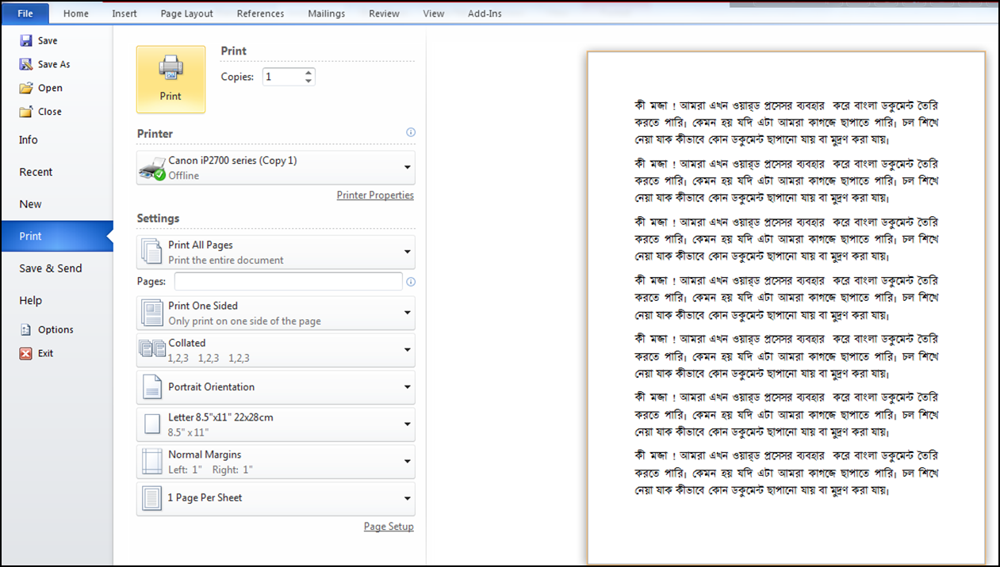 File Home Insert Page Layout References Mailings Review View Add-Ins
Save
Save As
Open
Close
Info
Recent
New
Print
Save & Send
Help
Options
Exit
Print
Print
Copies: 1
Printer
Canon iP2700 series (Copy 1)
Offline
Printer Properties
Settings
Print All Pages
Print the entire document
Pages:
Print One Sided
Only print on one side of the page
Collated
1,2,3 1,2,3 1,2,3
Portrait Orientation
Letter 8.5"x11" 22x28cm
8.5" x 11"
Normal Margins
Left: 1" Right: 1"
1 Page Per Sheet
Page Setup
কী মজা ! আমরা এখন ওয়ার্ড প্রসেসর ব্যবহার করে বাংলা ডকুমেন্ট তৈরি
করতে পারি। কেমন হয় যদি এটা আমরা কাগজে ছাপাতে পারি। চল শিখে
নেয়া যাক কীভাবে কোন ডকুমেন্ট ছাপানো যায় বা মুদ্রণ করা যায়।
কী মজা ! আমরা এখন ওয়ার্ড প্রসেসর ব্যবহার করে বাংলা ডকুমেন্ট তৈরি
করতে পারি। কেমন হয় যদি এটা আমরা কাগজে ছাপাতে পারি। চল শিখে
নেয়া যাক কীভাবে কোন ডকুমেন্ট ছাপানো যায় বা মুদ্রণ করা যায়।
কী মজা ! আমরা এখন ওয়ার্ড প্রসেসর ব্যবহার করে বাংলা ডকুমেন্ট তৈরি
করতে পারি। কেমন হয় যদি এটা আমরা কাগজে ছাপাতে পারি। চল শিখে
নেয়া যাক কীভাবে কোন ডকুমেন্ট ছাপানো যায় বা মুদ্রণ করা যায়।
কী মজা ! আমরা এখন ওয়ার্ড প্রসেসর ব্যবহার করে বাংলা ডকুমেন্ট তৈরি
করতে পারি। কেমন হয় যদি এটা আমরা কাগজে ছাপাতে পারি। চল শিখে
নেয়া যাক কীভাবে কোন ডকুমেন্ট ছাপানো যায় বা মুদ্রণ করা যায়।
কী মজা ! আমরা এখন ওয়ার্ড প্রসেসর ব্যবহার করে বাংলা ডকুমেন্ট তৈরি
করতে পারি। কেমন হয় যদি এটা আমরা কাগজে ছাপাতে পারি। চল শিখে
নেয়া যাক কীভাবে কোন ডকুমেন্ট ছাপানো যায় বা মুদ্রণ করা যায়।
কী মজা ! আমরা এখন ওয়ার্ড প্রসেসর ব্যবহার করে বাংলা ডকুমেন্ট তৈরি
করতে পারি। কেমন হয় যদি এটা আমরা কাগজে ছাপাতে পারি। চল শিখে
নেয়া যাক কীভাবে কোন ডকুমেন্ট ছাপানো যায় বা মুদ্রণ করা যায়।
কী মজা ! আমরা এখন ওয়ার্ড প্রসেসর ব্যবহার করে বাংলা ডকুমেন্ট তৈরি
করতে পারি। কেমন হয় যদি এটা আমরা কাগজে ছাপাতে পারি। চল শিখে
নেয়া যাক কীভাবে কোন ডকুমেন্ট ছাপানো যায় বা মুদ্রণ করা যায়।